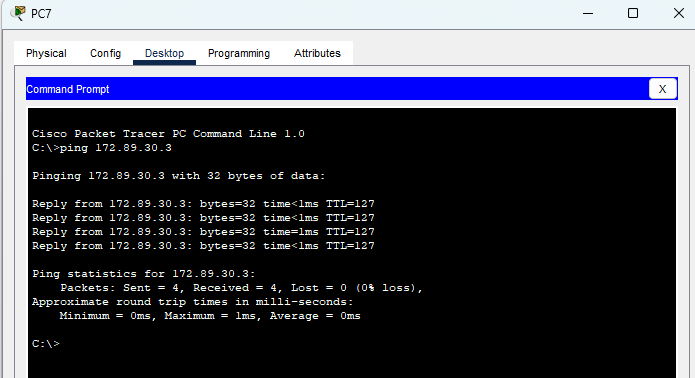 PC7
Physical Config Desktop Programming Attributes
Command Prompt X
Cisco Packet Tracer PC Command Line 1.0
C:\>ping 172.89.30.3
Pinging 172.89.30.3 with 32 bytes of data:
Reply from 172.89.30.3: bytes=32 time<1ms TTL=127
Reply from 172.89.30.3: bytes=32 time<1ms TTL=127
Reply from 172.89.30.3: bytes=32 time=1ms TTL=127
Reply from 172.89.30.3: bytes=32 time<1ms TTL=127
Ping statistics for 172.89.30.3:
Packets: Sent = 4, Received = 4, Lost = 0 (0% loss),
Approximate round trip times in milli-seconds:
Minimum = 0ms, Maximum = 1ms, Average = 0ms
C:\>